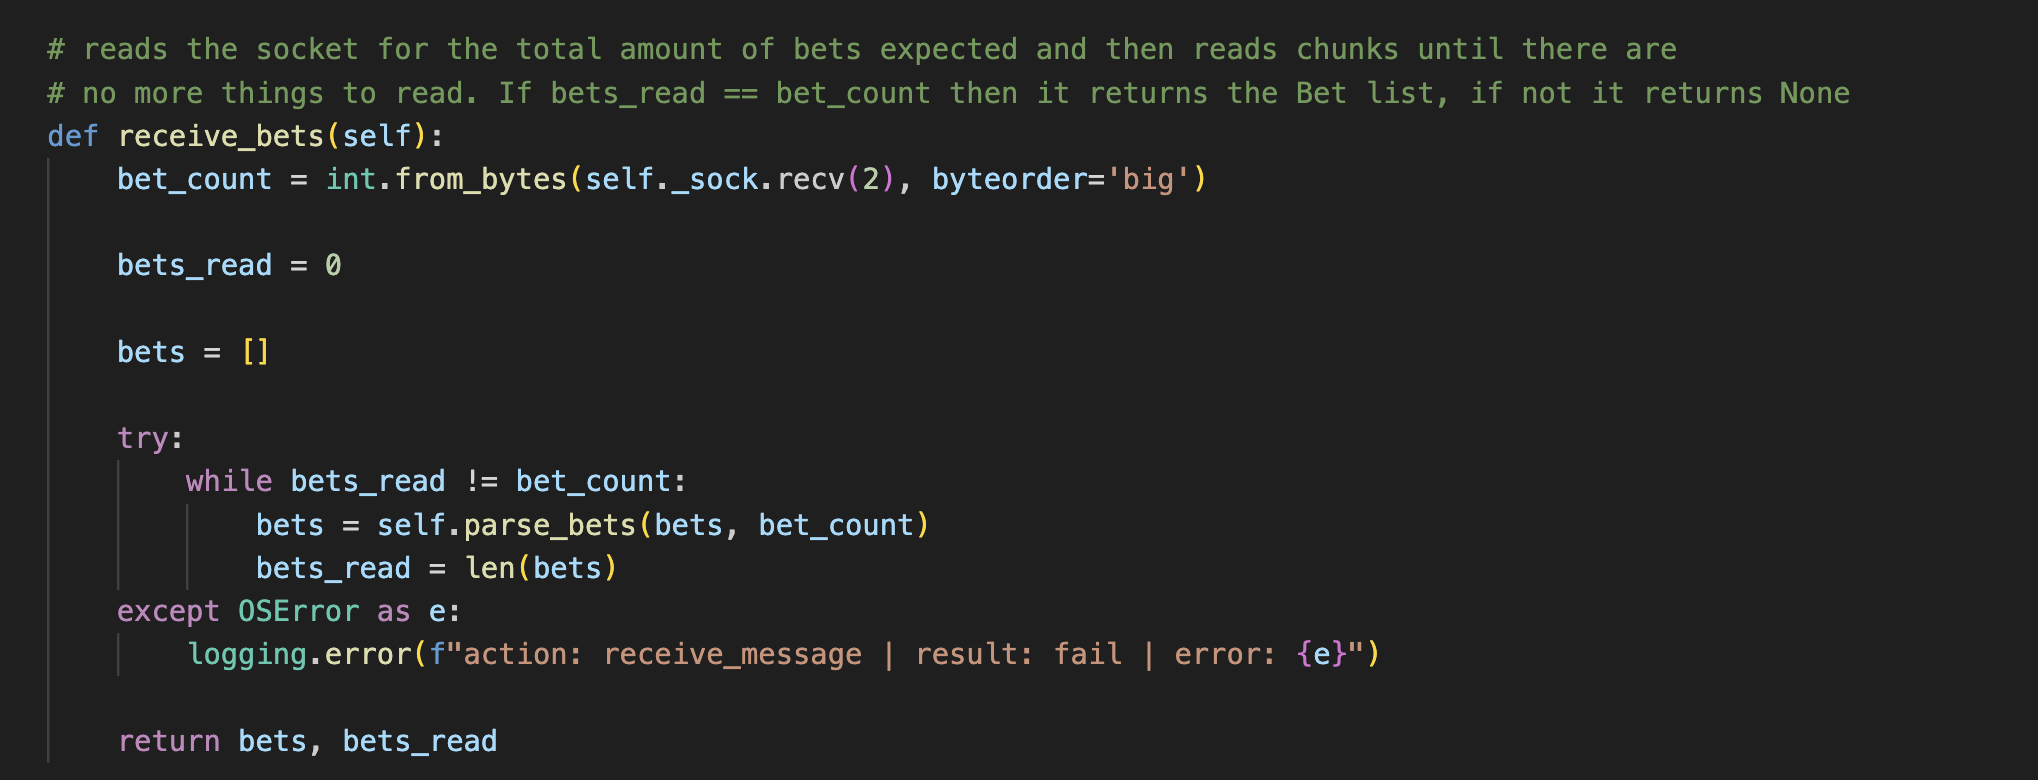 # reads the socket for the total amount of bets expected and then reads chunks until there are
# no more things to read. If bets_read == bet_count then it returns the Bet list, if not it returns None
def receive_bets(self):
    bet_count = int.from_bytes(self._sock.recv(2), byteorder='big')

    bets_read = 0

    bets = []

    try:
        while bets_read != bet_count:
            bets = self.parse_bets(bets, bet_count)
            bets_read = len(bets)
    except OSError as e:
        logging.error(f"action: receive_message | result: fail | error: {e}")

    return bets, bets_read